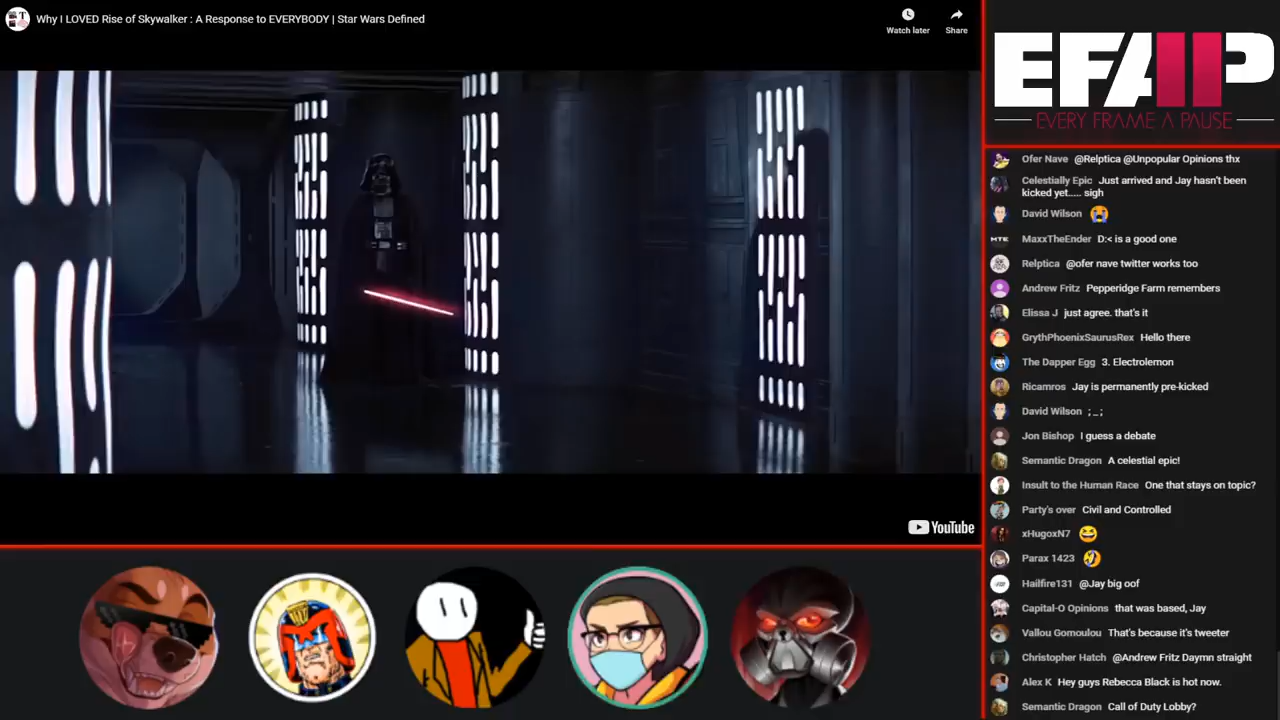 Why I LOVED Rise of Skywalker : A Response to EVERYBODY | Star Wars Defined
Watch later
Share
YouTube
EFAP
EVERY FRAME A PAUSE
Ofer Nave @Relptica @Unpopular Opinions thx
Celestially Epic Just arrived and Jay hasn't been
kicked yet..... sigh
David Wilson 😭
MTE
MaxxTheEnder D:< is a good one
Relptica @ofer nave twitter works too
Andrew Fritz Pepperidge Farm remembers
Elissa J just agree. that's it
GrythPhoenixSaurusRex Hello there
The Dapper Egg 3. Electrolemon
Ricamros Jay is permanently pre-kicked
David Wilson ;_;
Jon Bishop I guess a debate
Semantic Dragon A celestial epic!
Insult to the Human Race One that stays on topic?
Party's over Civil and Controlled
xHugoxN7 😆
Parax 1423 🤣
Hailfire131 @Jay big oof
Capital-O Opinions that was based, Jay
Vallou Gomoulou That's because it's tweeter
Christopher Hatch @Andrew Fritz Daymn straight
Alex K Hey guys Rebecca Black is hot now.
Semantic Dragon Call of Duty Lobby?